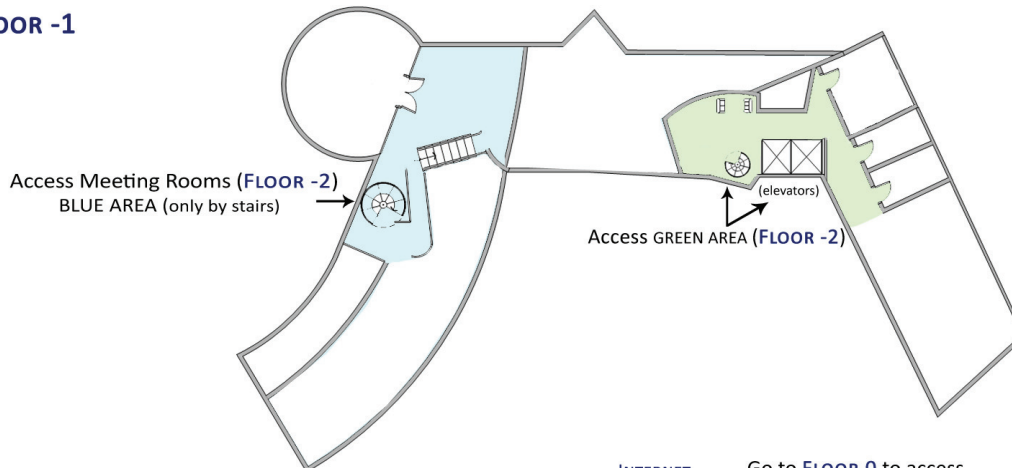 OOR -1
Access Meeting Rooms (FLOOR -2)
BLUE AREA (only by stairs)
(elevators)
Access GREEN AREA (FLOOR -2)
INTERNET Go to FLOOR 0 to access